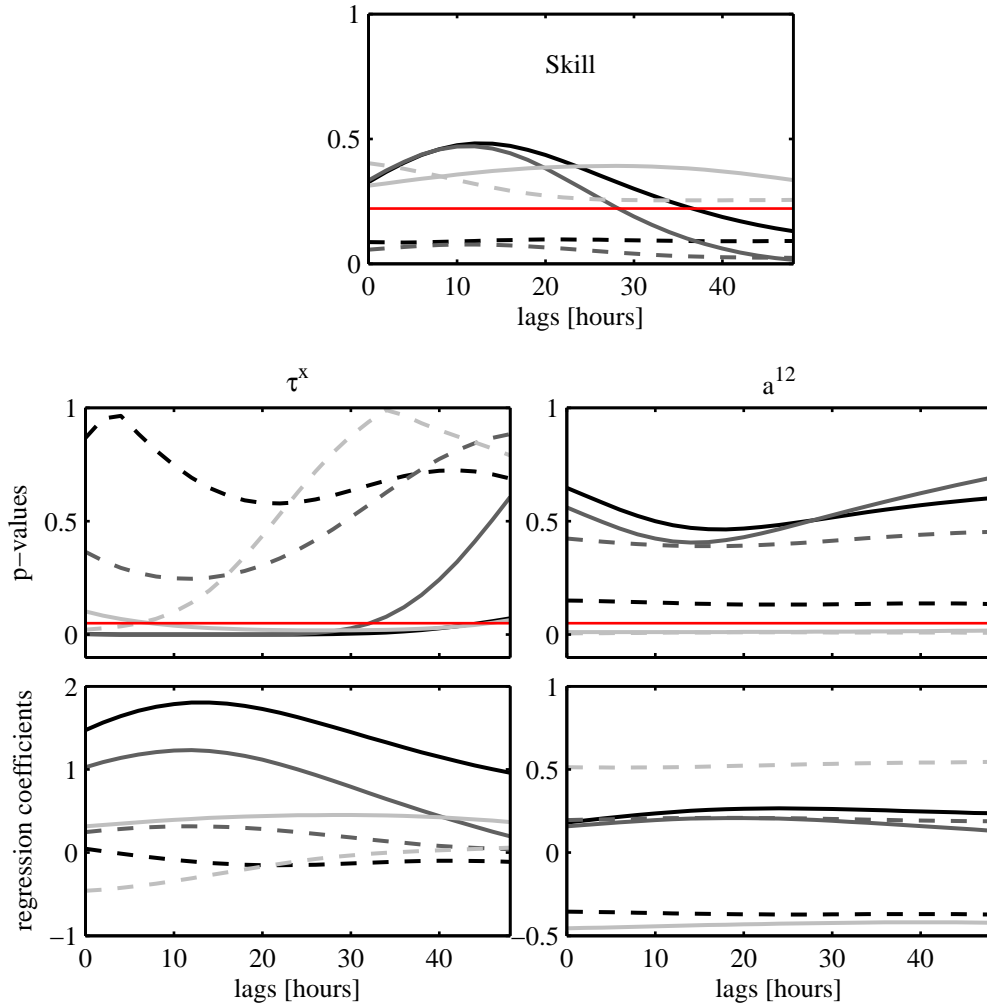 1
Skill
0.5
0
0 10 20 30 40
lags [hours]
τx a12
1 1
p−values
0.5 0.5
0 0
2 1
regression coefficients
1 0.5
0 0
−1 −0.5
0 10 20 30 40 0 10 20 30 40
lags [hours] lags [hours]